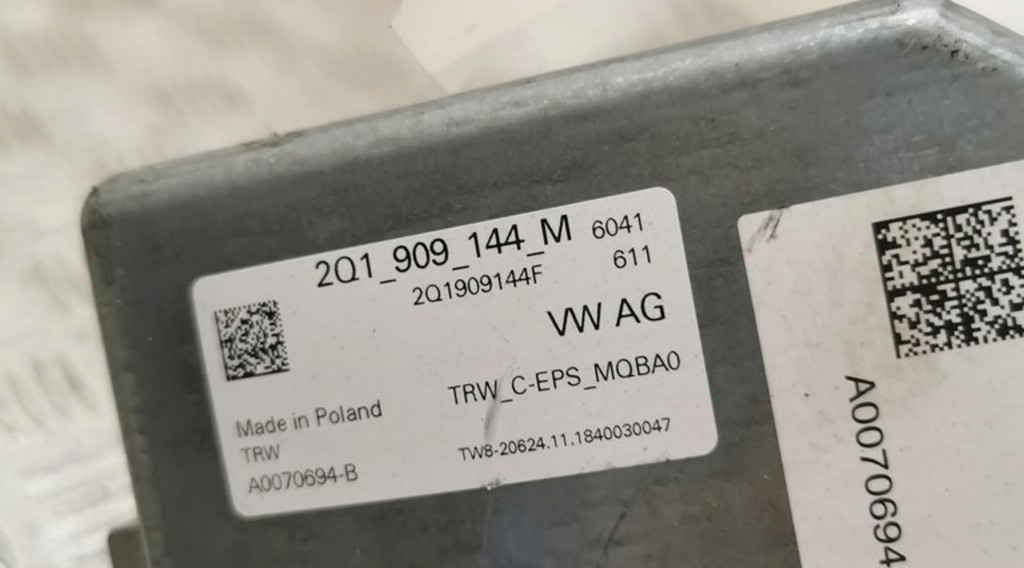 2Q1_909_144_M 6041
2Q1909144F 611
VW AG
TRW_C-EPS_MQBA0
Made in Poland
TRW
TW8-20624.11.1840030047
A0070694-B
A0070694